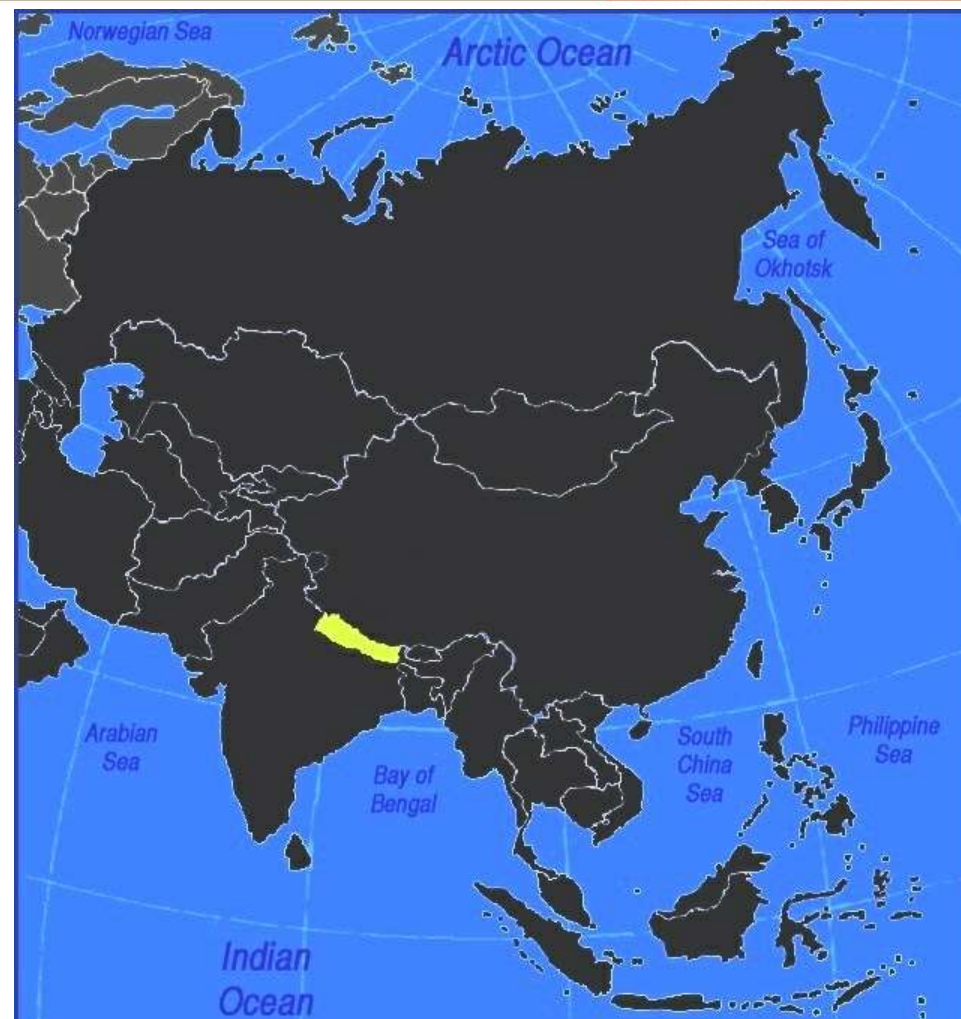 Norwegian Sea
Arctic Ocean
Sea of
Okhotsk
Arabian
Sea
Bay of
Bengal
South
China
Sea
Philippine
Sea
Indian
Ocean